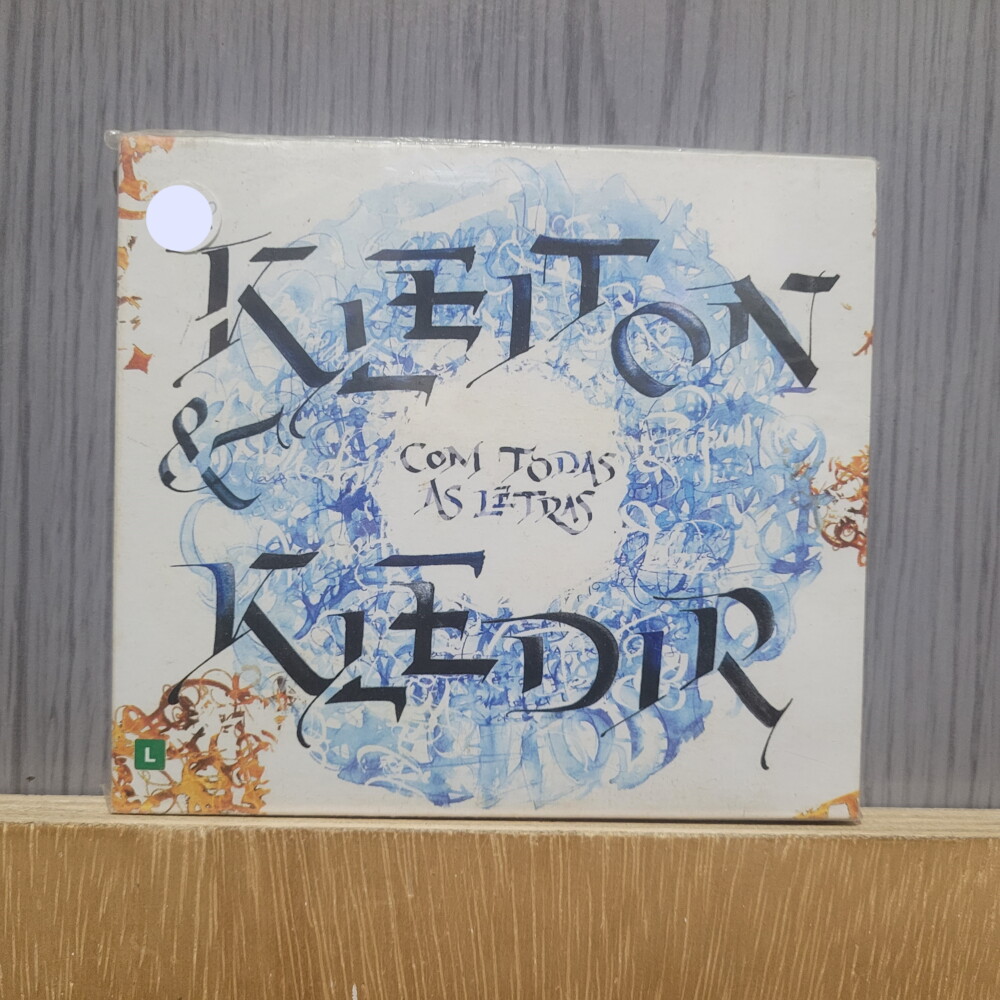 KLEITON
&
COM TODAS
AS LETRAS
KLEDIR
L